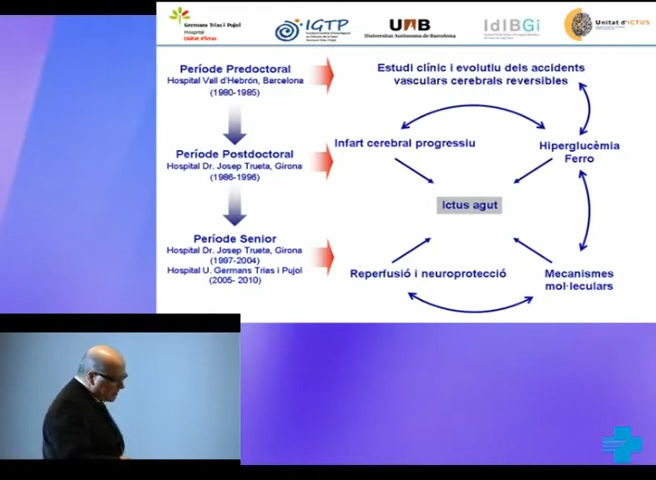 Germans Trias i Pujol
Hospital
Unitat d'Ictus
IGTP
UAB
Universitat Autònoma de Barcelona
IdIBGi
Unitat d'ICTUS
Període Predoctoral
Hospital Vall d'Hebrón, Barcelona
(1980-1985)
Estudi clínic i evolutiu dels accidents
vasculars cerebrals reversibles
Període Postdoctoral
Hospital Dr. Josep Trueta, Girona
(1986-1996)
Infart cerebral progressiu
Hiperglucèmia
Ferro
Ictus agut
Període Senior
Hospital Dr. Josep Trueta, Girona
(1997-2004)
Hospital U. Germans Trias i Pujol
(2005- 2010)
Reperfusió i neuroprotecció
Mecanismes
mol·leculars